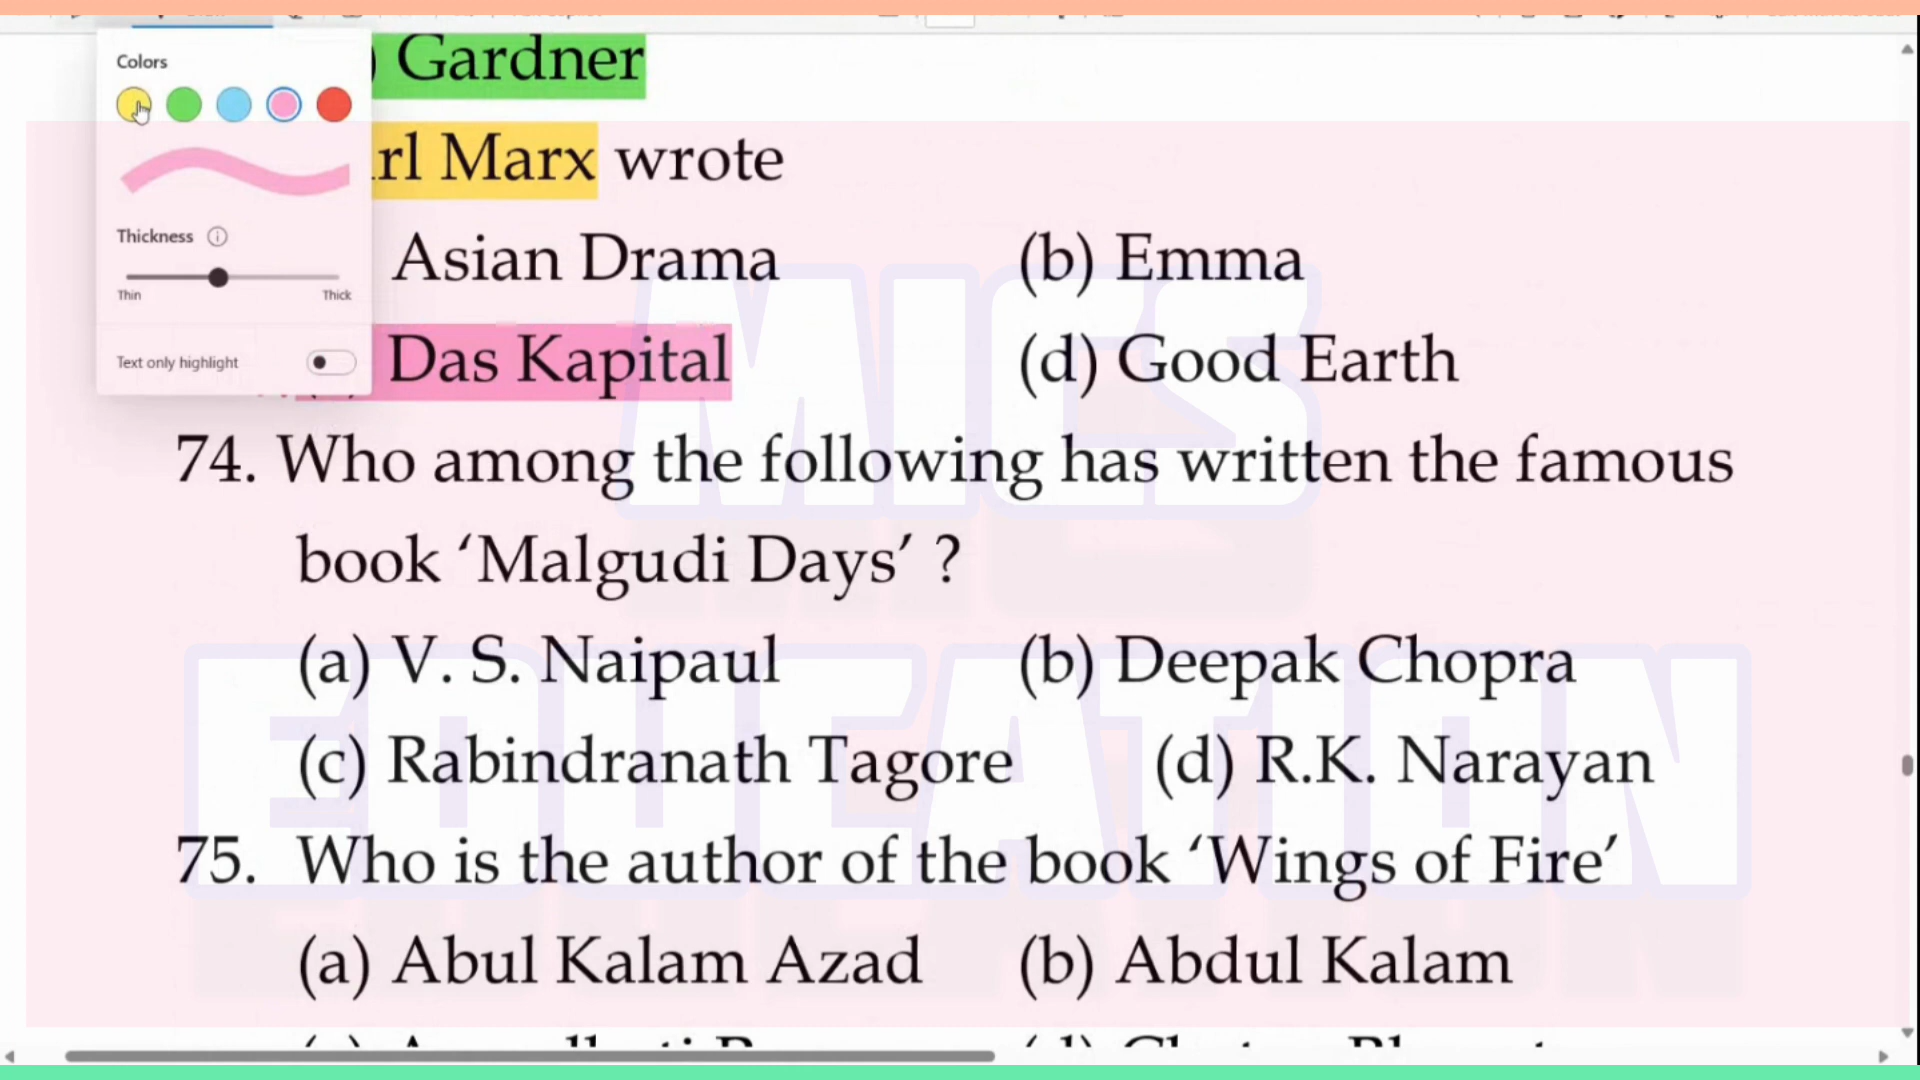 Colors
) Gardner
rl Marx wrote
Asian Drama (b) Emma
Thickness
Thin Thick
Das Kapital (d) Good Earth
Text only highlight
74. Who among the following has written the famous
book ‘Malgudi Days’ ?
(a) V. S. Naipaul (b) Deepak Chopra
(c) Rabindranath Tagore (d) R.K. Narayan
75. Who is the author of the book ‘Wings of Fire’
(a) Abul Kalam Azad (b) Abdul Kalam
MICS
EDUCATION